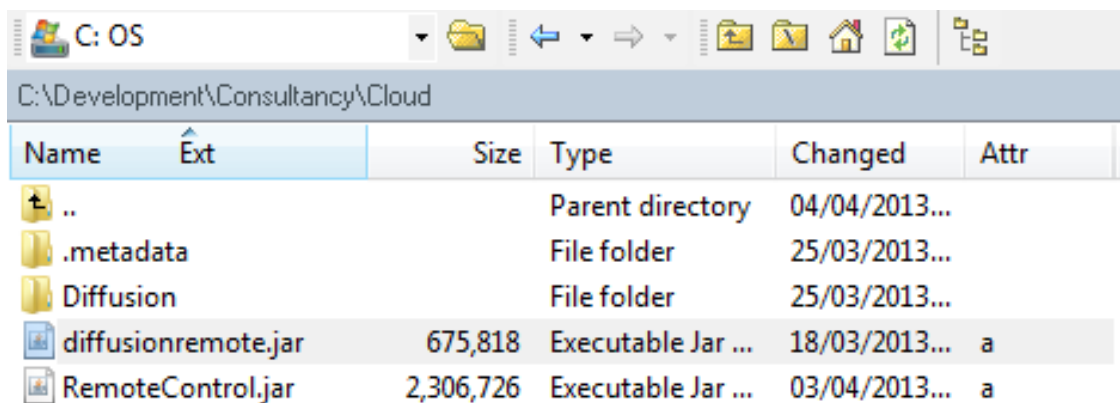 C: OS
C:\Development\Consultancy\Cloud
Name Ext Size Type Changed Attr
.. Parent directory 04/04/2013...
.metadata File folder 25/03/2013...
Diffusion File folder 25/03/2013...
diffusionremote.jar 675,818 Executable Jar ... 18/03/2013... a
RemoteControl.jar 2,306,726 Executable Jar ... 03/04/2013... a